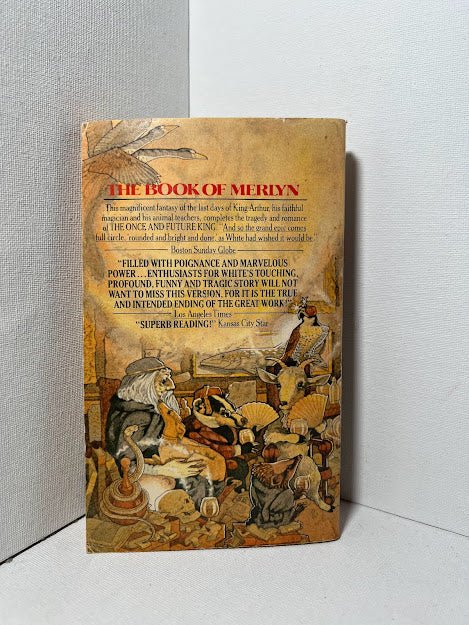 THE BOOK OF MERLYN
This magnificent fantasy of the last days of King Arthur, his faithful
magician and his animal teachers, completes the tragedy and romance
of THE ONCE AND FUTURE KING. "And so the grand epic comes
full circle, 'rounded and bright and done, as White had wished it would be.'"
Boston Sunday Globe
"FILLED WITH POIGNANCE AND MARVELOUS
POWER...ENTHUSIASTS FOR WHITE'S TOUCHING,
PROFOUND, FUNNY AND TRAGIC STORY WILL NOT
WANT TO MISS THIS VERSION, FOR IT IS THE TRUE
AND INTENDED ENDING OF THE GREAT WORK!"
Los Angeles Times
"SUPERB READING!" Kansas City Star